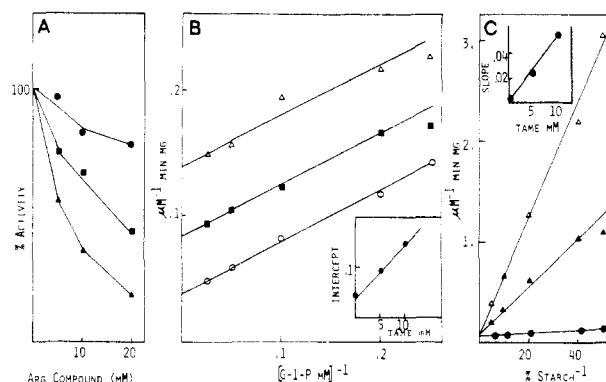 A
100
% ACTIVITY
10
20
ARG COMPOUND (MM)
B
.2
.1
μM⁻¹ MIN MG
.1
.2
[G-1-P MM]⁻¹
INTERCEPT
.1
5
10
TAME MM
C
3.
2.
1.
μM⁻¹ MIN MG
20
40
% STARCH⁻¹
SLOPE
.04
.02
5
10
TAME MM